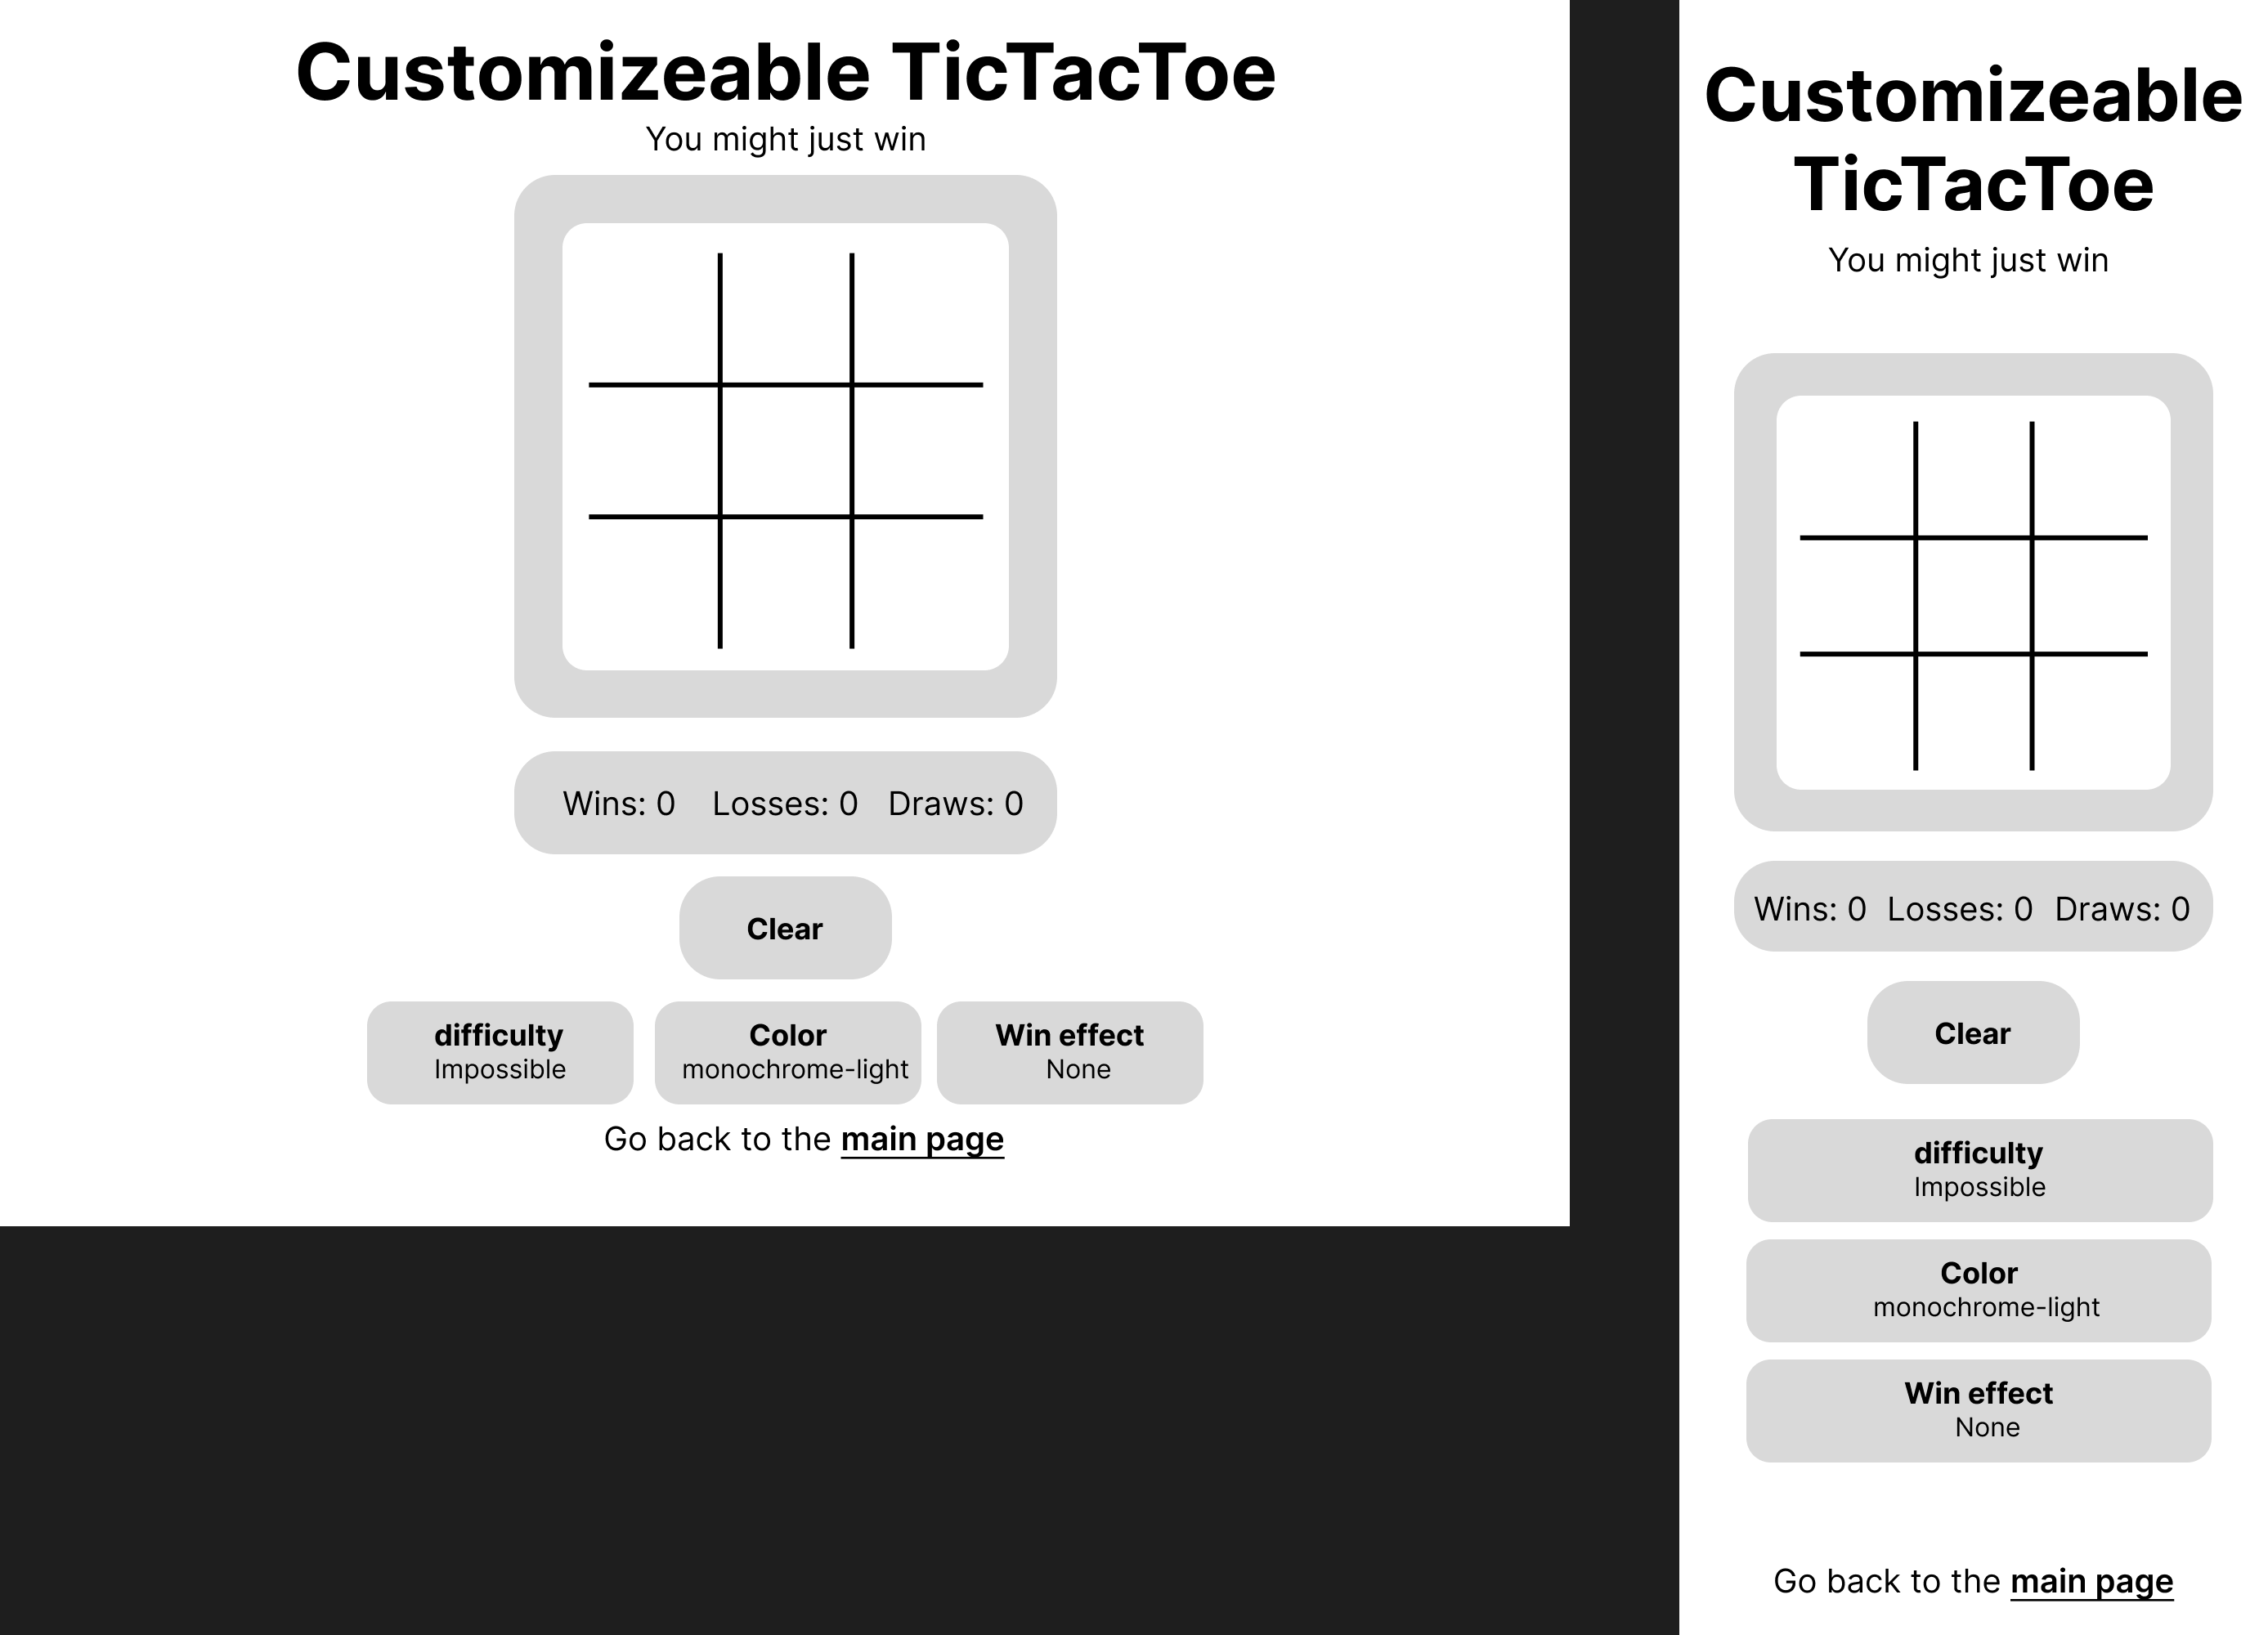 Customizeable TicTacToe
You might just win
Wins: 0 Losses: 0 Draws: 0
Clear
difficulty
Impossible
Color
monochrome-light
Win effect
None
Go back to the main page
Customizeable
TicTacToe
You might just win
Wins: 0 Losses: 0 Draws: 0
Clear
difficulty
Impossible
Color
monochrome-light
Win effect
None
Go back to the main page